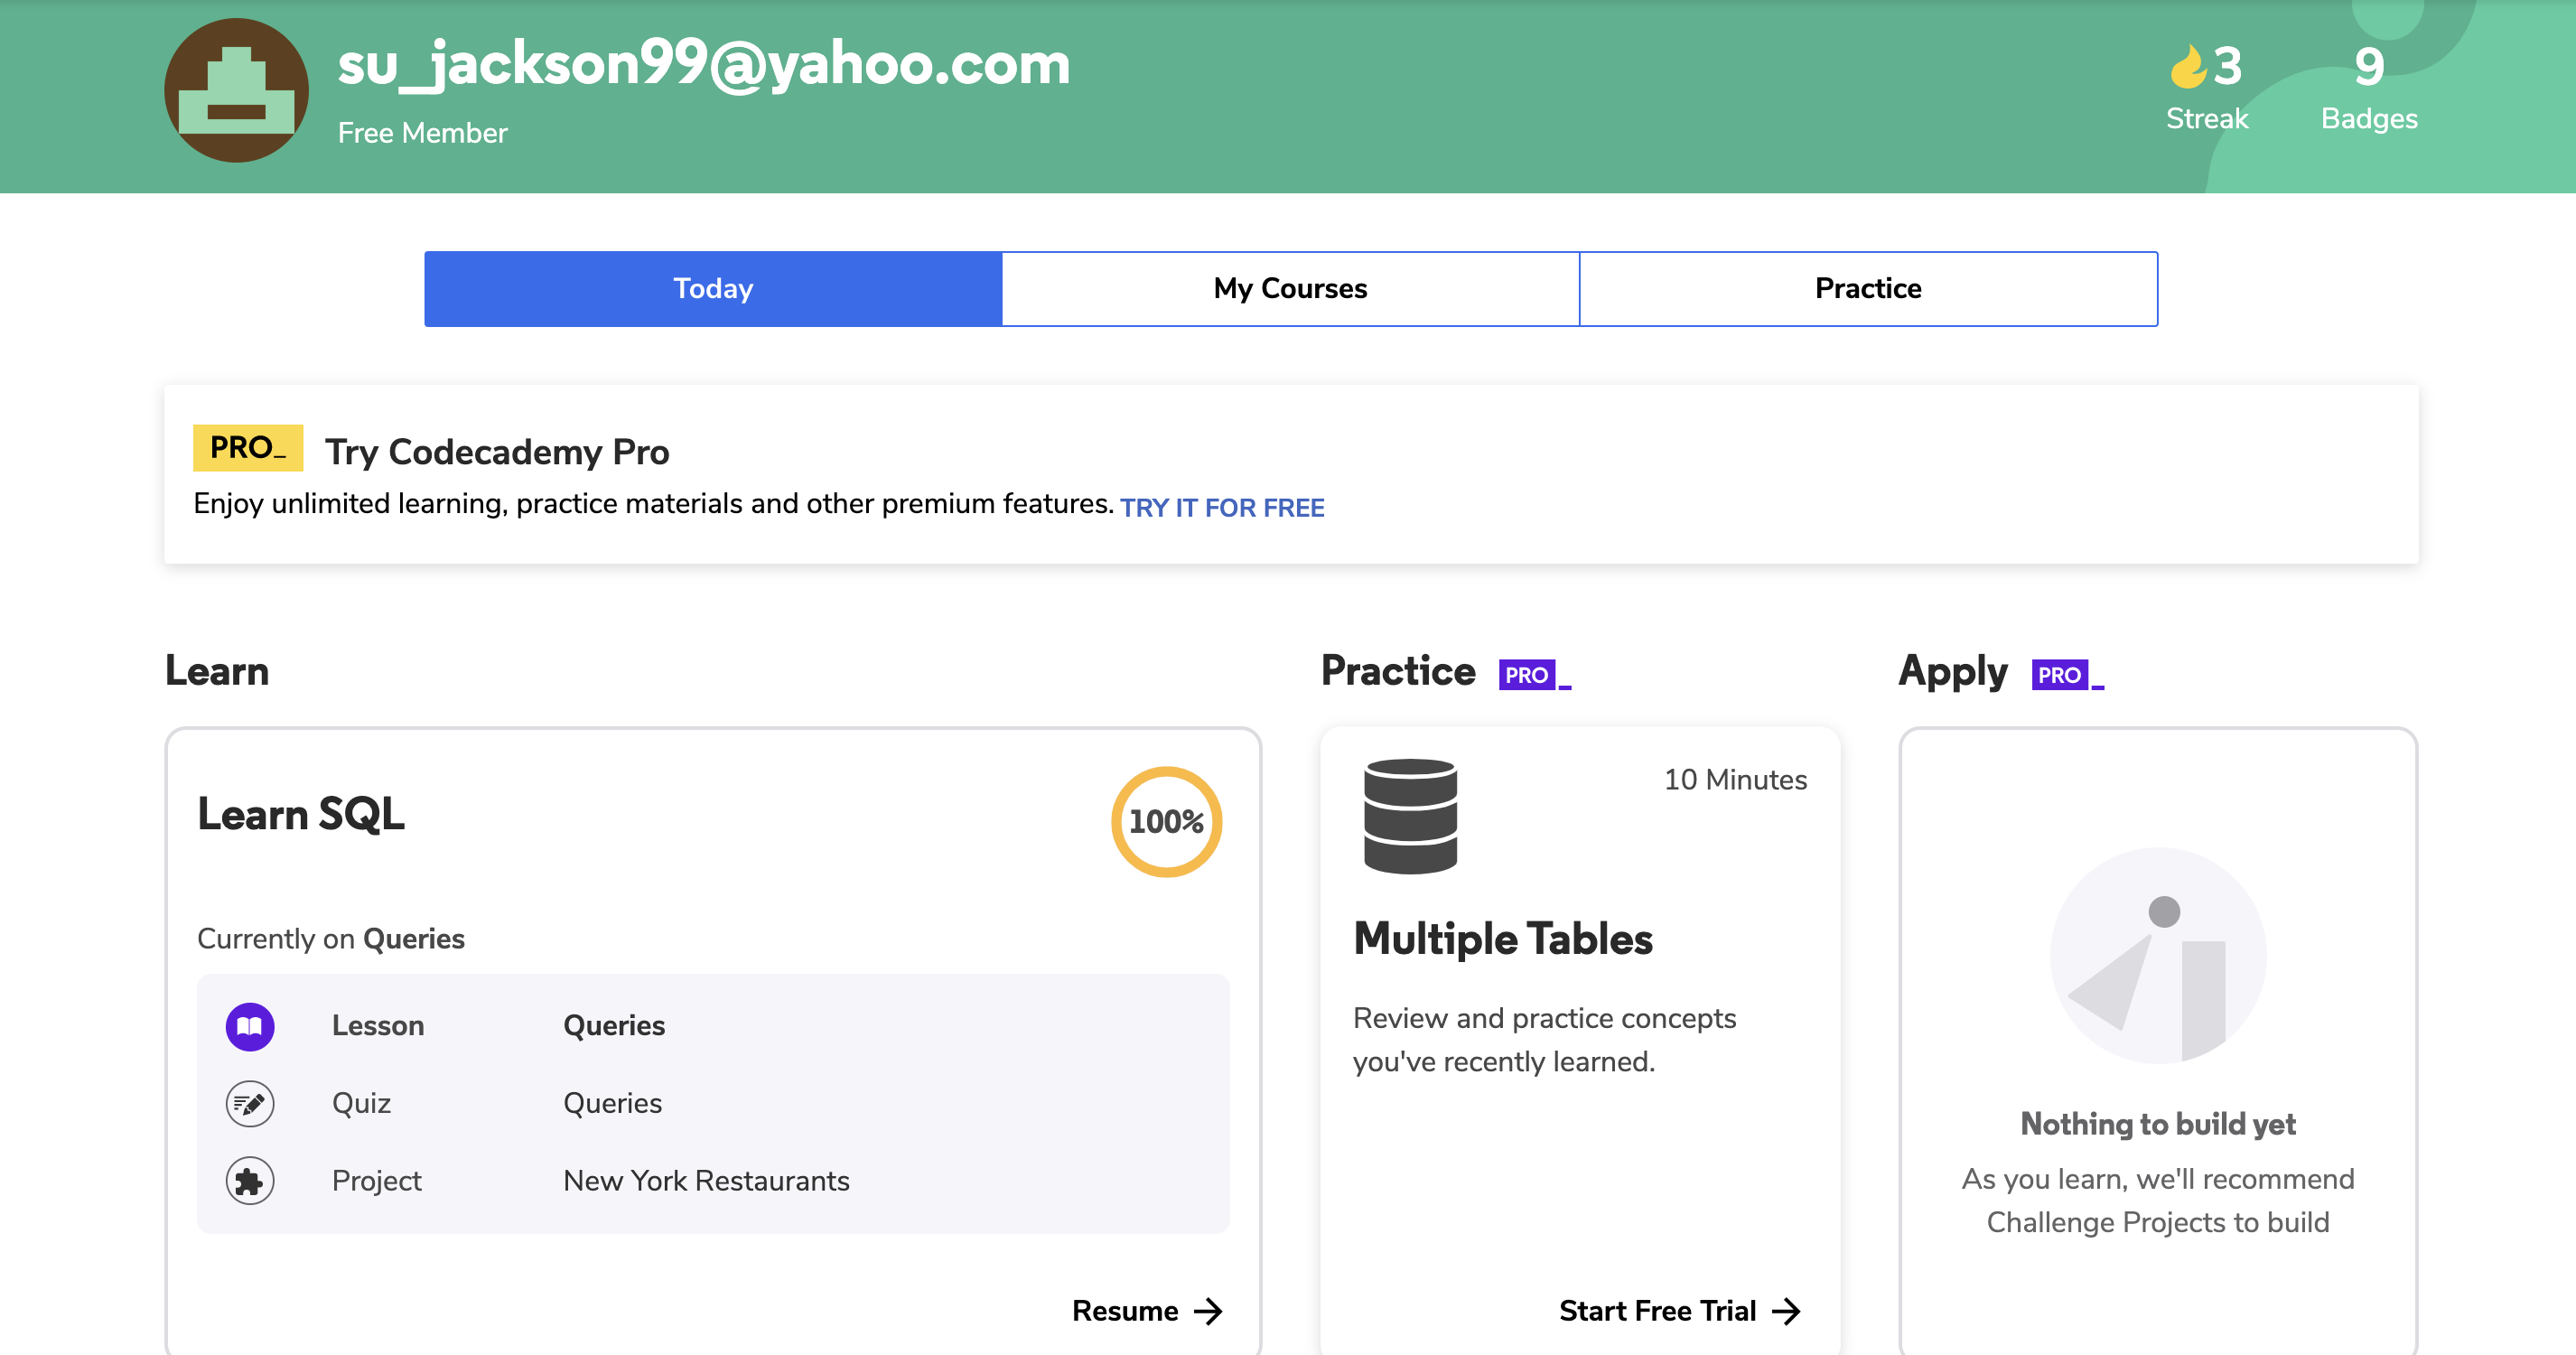 su_jackson99@yahoo.com
Free Member
3
Streak
9
Badges
Today
My Courses
Practice
PRO_ Try Codecademy Pro
Enjoy unlimited learning, practice materials and other premium features. TRY IT FOR FREE
Learn
Learn SQL
100%
Currently on Queries
Lesson Queries
Quiz Queries
Project New York Restaurants
Resume
Practice PRO_
10 Minutes
Multiple Tables
Review and practice concepts
you've recently learned.
Start Free Trial
Apply PRO_
Nothing to build yet
As you learn, we'll recommend
Challenge Projects to build